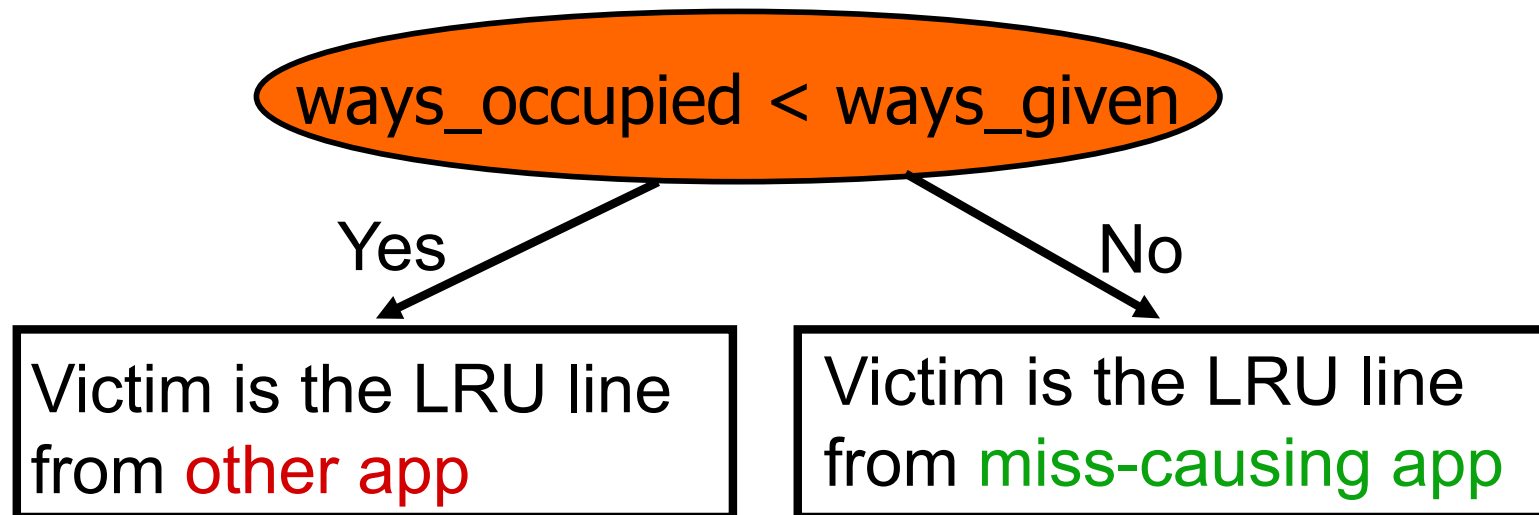 ways_occupied < ways_given
Yes
No
Victim is the LRU line
from other app
Victim is the LRU line
from miss-causing app